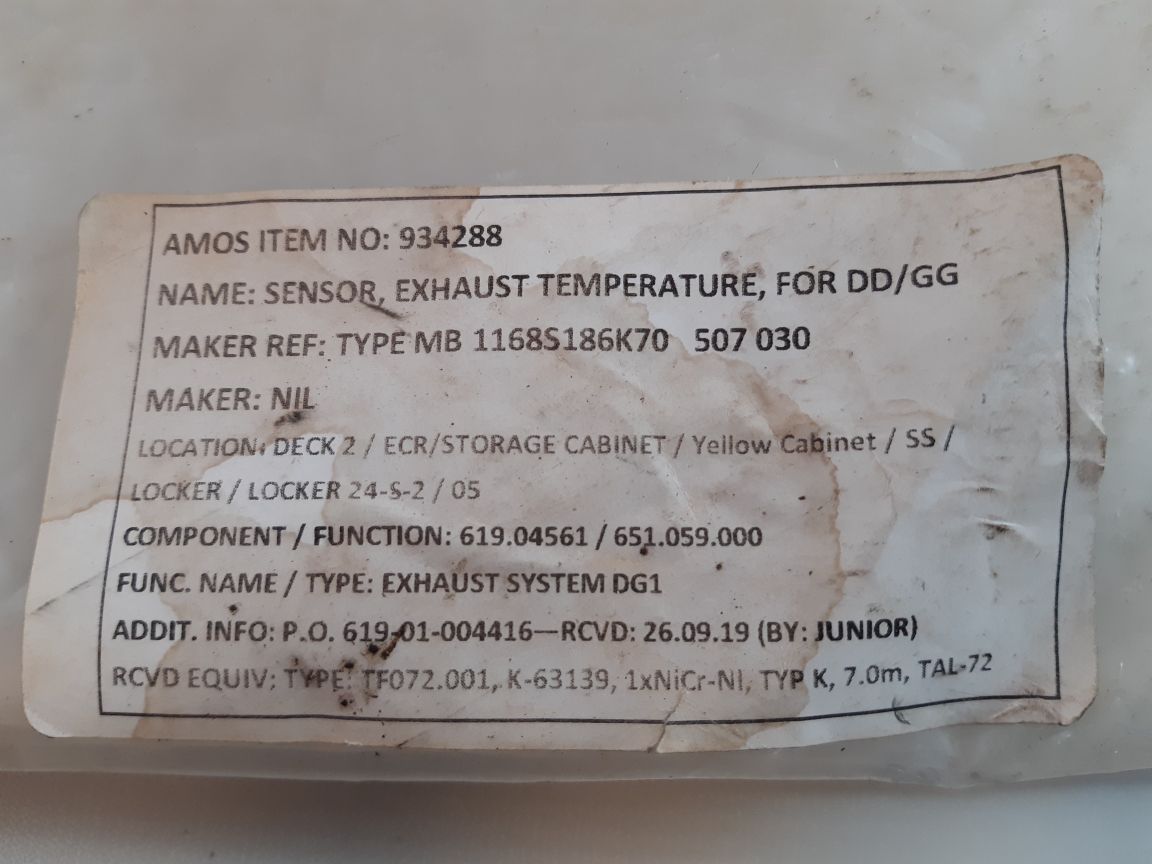 AMOS ITEM NO: 934288
NAME: SENSOR, EXHAUST TEMPERATURE, FOR DD/GG
MAKER REF: TYPE MB 1168S186K70 507 030
MAKER: NIL
LOCATION: DECK 2 / ECR/STORAGE CABINET / Yellow Cabinet / SS /
LOCKER / LOCKER 24-S-2 / 05
COMPONENT / FUNCTION: 619.04561 / 651.059.000
FUNC. NAME / TYPE: EXHAUST SYSTEM DG1
ADDIT. INFO: P.O. 619-01-004416—RCVD: 26.09.19 (BY: JUNIOR)
RCVD EQUIV: TYPE: TF072.001, K-63139, 1xNiCr-NI, TYP K, 7.0m, TAL-72